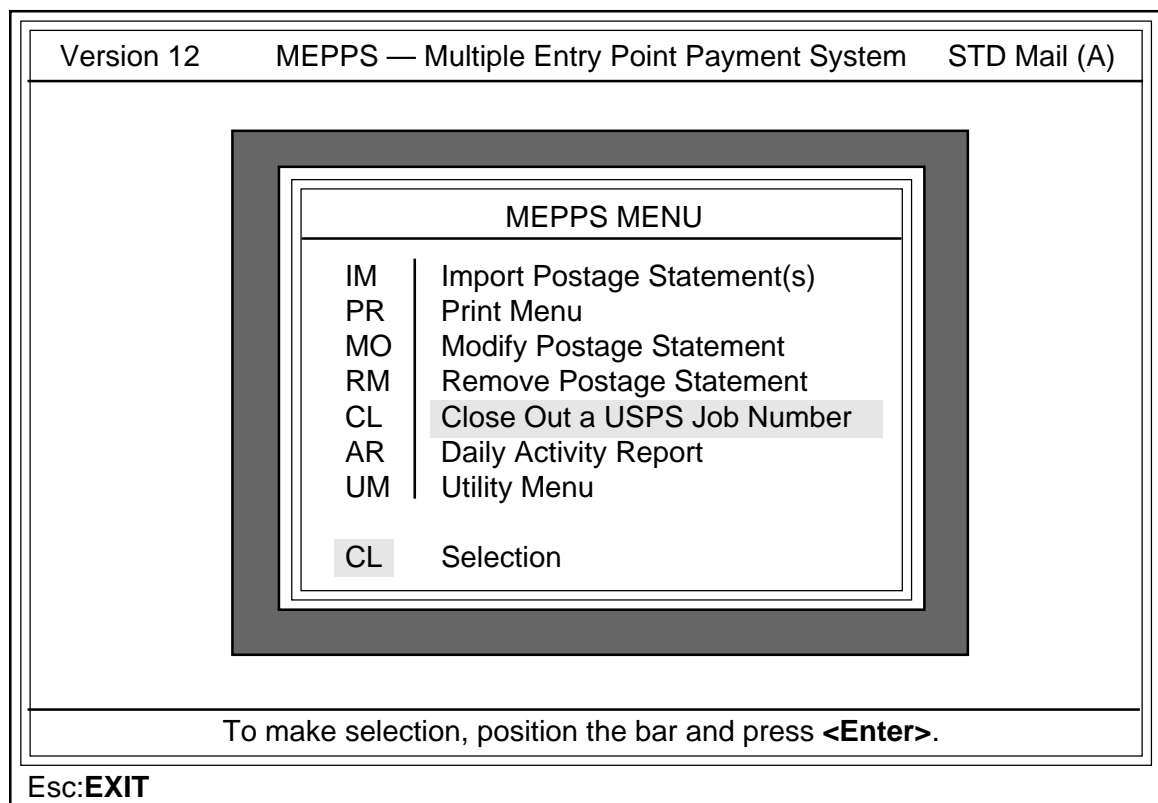 Version 12 MEPPS — Multiple Entry Point Payment System STD Mail (A)
MEPPS MENU
IM Import Postage Statement(s)
PR Print Menu
MO Modify Postage Statement
RM Remove Postage Statement
CL Close Out a USPS Job Number
AR Daily Activity Report
UM Utility Menu
CL Selection
To make selection, position the bar and press <Enter>.
Esc:EXIT